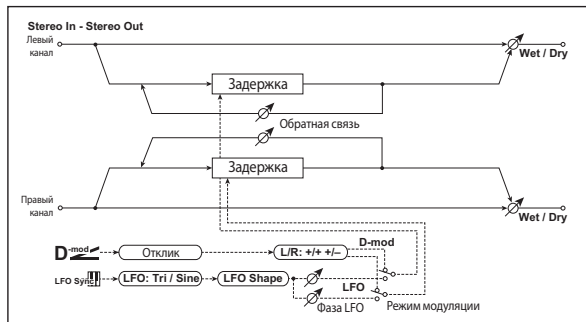 Stereo In - Stereo Out
Левый
канал
Wet / Dry
Задержка
Обратная связь
Задержка
Правый
канал
Wet / Dry
D-mod
Отклик
L/R: +/+ +/–
D-mod
LFO Sync
LFO: Tri / Sine
LFO Shape
LFO
Фаза LFO
Режим модуляции